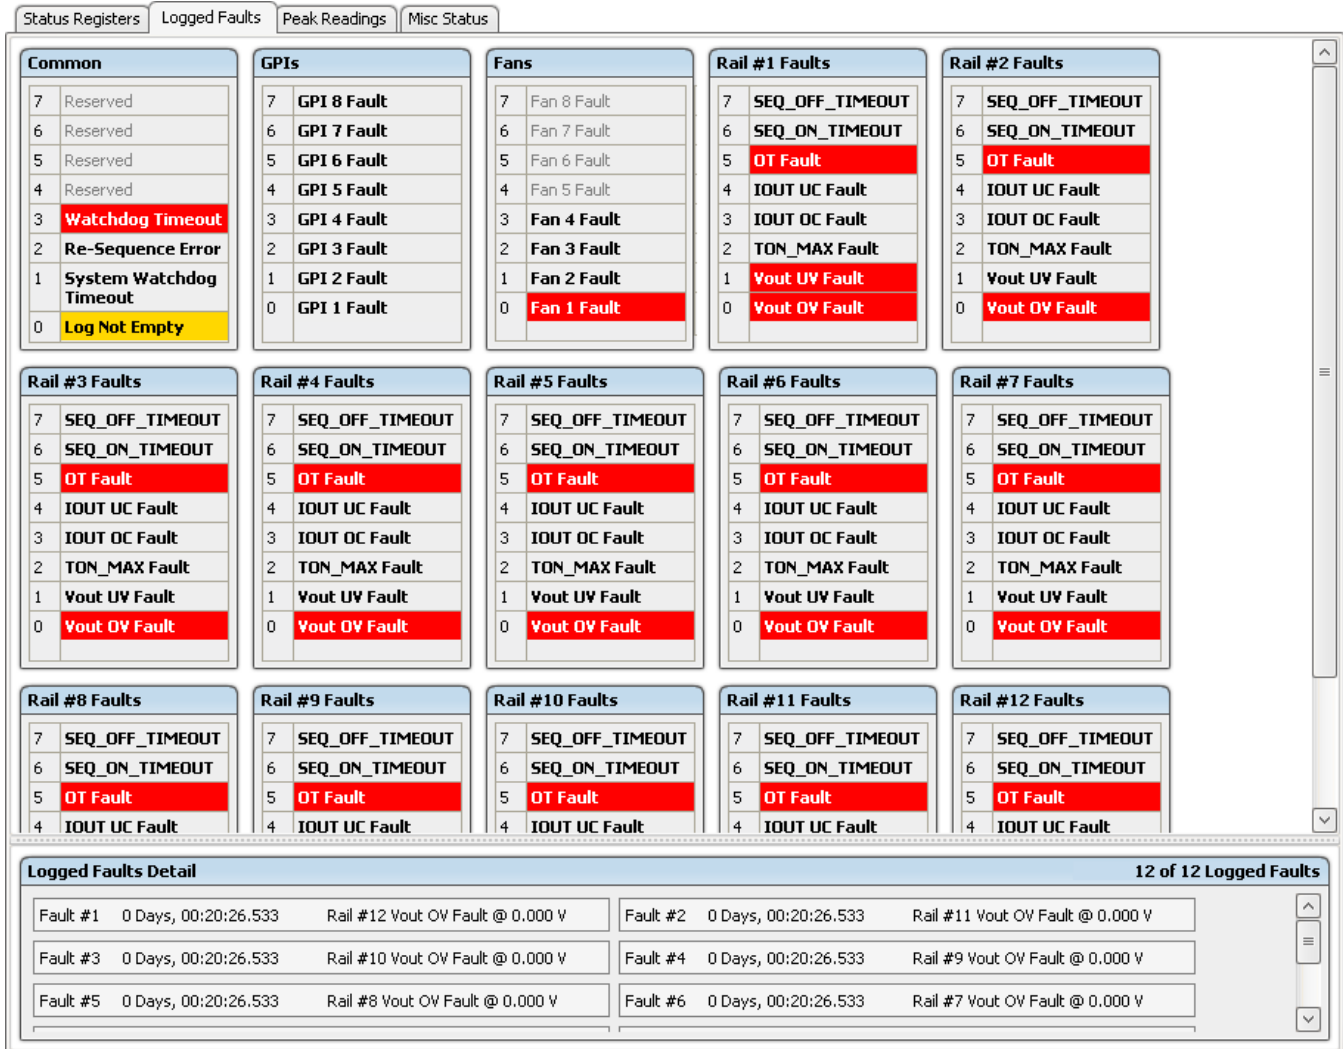 Status Registers Logged Faults Peak Readings Misc Status
Common
7 Reserved
6 Reserved
5 Reserved
4 Reserved
3 Watchdog Timeout
2 Re-Sequence Error
1 System Watchdog
Timeout
0 Log Not Empty
GPIs
7 GPI 8 Fault
6 GPI 7 Fault
5 GPI 6 Fault
4 GPI 5 Fault
3 GPI 4 Fault
2 GPI 3 Fault
1 GPI 2 Fault
0 GPI 1 Fault
Fans
7 Fan 8 Fault
6 Fan 7 Fault
5 Fan 6 Fault
4 Fan 5 Fault
3 Fan 4 Fault
2 Fan 3 Fault
1 Fan 2 Fault
0 Fan 1 Fault
Rail #1 Faults
7 SEQ_OFF_TIMEOUT
6 SEQ_ON_TIMEOUT
5 OT Fault
4 IOUT UC Fault
3 IOUT OC Fault
2 TON_MAX Fault
1 Vout UV Fault
0 Vout OV Fault
Rail #2 Faults
7 SEQ_OFF_TIMEOUT
6 SEQ_ON_TIMEOUT
5 OT Fault
4 IOUT UC Fault
3 IOUT OC Fault
2 TON_MAX Fault
1 Vout UV Fault
0 Vout OV Fault
Rail #3 Faults
7 SEQ_OFF_TIMEOUT
6 SEQ_ON_TIMEOUT
5 OT Fault
4 IOUT UC Fault
3 IOUT OC Fault
2 TON_MAX Fault
1 Vout UV Fault
0 Vout OV Fault
Rail #4 Faults
7 SEQ_OFF_TIMEOUT
6 SEQ_ON_TIMEOUT
5 OT Fault
4 IOUT UC Fault
3 IOUT OC Fault
2 TON_MAX Fault
1 Vout UV Fault
0 Vout OV Fault
Rail #5 Faults
7 SEQ_OFF_TIMEOUT
6 SEQ_ON_TIMEOUT
5 OT Fault
4 IOUT UC Fault
3 IOUT OC Fault
2 TON_MAX Fault
1 Vout UV Fault
0 Vout OV Fault
Rail #6 Faults
7 SEQ_OFF_TIMEOUT
6 SEQ_ON_TIMEOUT
5 OT Fault
4 IOUT UC Fault
3 IOUT OC Fault
2 TON_MAX Fault
1 Vout UV Fault
0 Vout OV Fault
Rail #7 Faults
7 SEQ_OFF_TIMEOUT
6 SEQ_ON_TIMEOUT
5 OT Fault
4 IOUT UC Fault
3 IOUT OC Fault
2 TON_MAX Fault
1 Vout UV Fault
0 Vout OV Fault
Rail #8 Faults
7 SEQ_OFF_TIMEOUT
6 SEQ_ON_TIMEOUT
5 OT Fault
4 IOUT UC Fault
Rail #9 Faults
7 SEQ_OFF_TIMEOUT
6 SEQ_ON_TIMEOUT
5 OT Fault
4 IOUT UC Fault
Rail #10 Faults
7 SEQ_OFF_TIMEOUT
6 SEQ_ON_TIMEOUT
5 OT Fault
4 IOUT UC Fault
Rail #11 Faults
7 SEQ_OFF_TIMEOUT
6 SEQ_ON_TIMEOUT
5 OT Fault
4 IOUT UC Fault
Rail #12 Faults
7 SEQ_OFF_TIMEOUT
6 SEQ_ON_TIMEOUT
5 OT Fault
4 IOUT UC Fault
Logged Faults Detail 12 of 12 Logged Faults
Fault #1 0 Days, 00:20:26.533 Rail #12 Vout OV Fault @ 0.000 V
Fault #2 0 Days, 00:20:26.533 Rail #11 Vout OV Fault @ 0.000 V
Fault #3 0 Days, 00:20:26.533 Rail #10 Vout OV Fault @ 0.000 V
Fault #4 0 Days, 00:20:26.533 Rail #9 Vout OV Fault @ 0.000 V
Fault #5 0 Days, 00:20:26.533 Rail #8 Vout OV Fault @ 0.000 V
Fault #6 0 Days, 00:20:26.533 Rail #7 Vout OV Fault @ 0.000 V